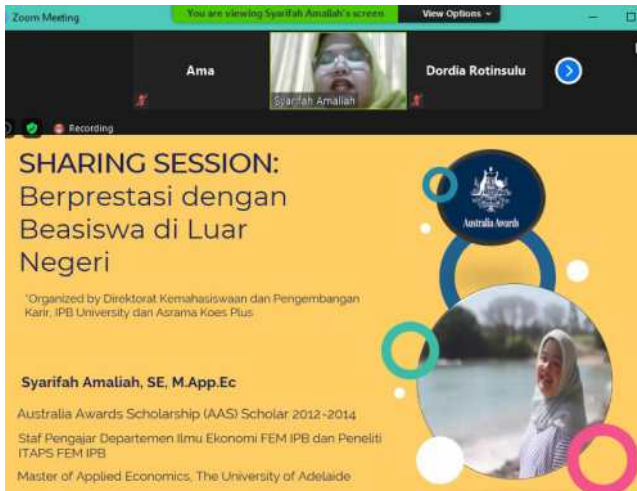 Zoom Meeting
You are viewing Syarifah Amaliah's screen
View Options
Ama
Syarifah Amaliah
Dordia Rotinsulu
Recording
SHARING SESSION:
Berprestasi dengan
Beasiswa di Luar
Negeri
Australia Awards
*Organized by Direktorat Kemahasiswaan dan Pengembangan
Karir, IPB University dan Asrama Koes Plus
Syarifah Amaliah, SE, M.App.Ec
Australia Awards Scholarship (AAS) Scholar 2012-2014
Staf Pengajar Departemen Ilmu Ekonomi FEM IPB dan Peneliti
ITAPS FEM IPB
Master of Applied Economics, The University of Adelaide